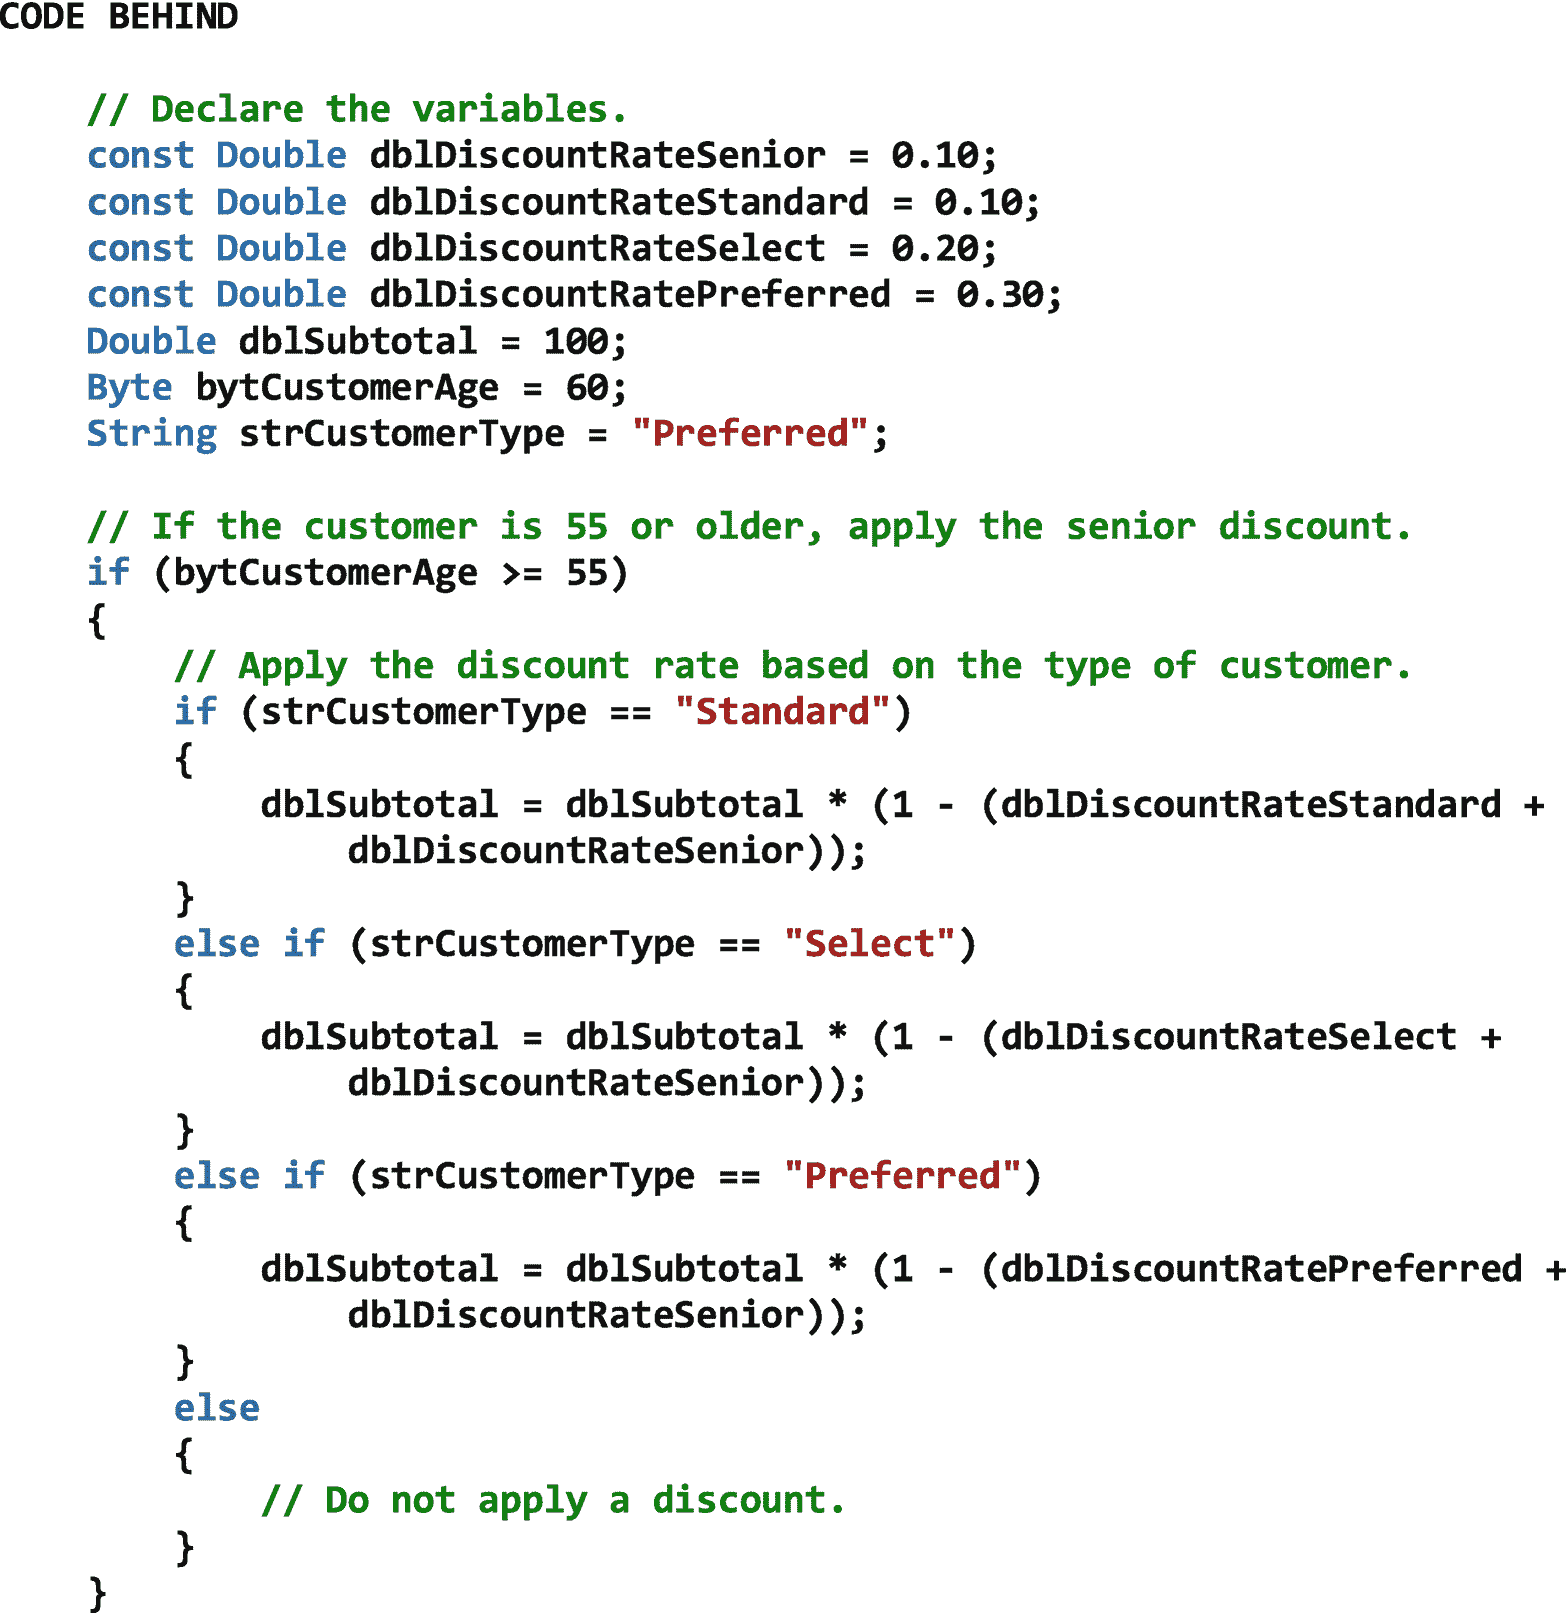 CODE BEHIND
// Declare the variables.
const Double dblDiscountRateSenior = 0.10;
const Double dblDiscountRateStandard = 0.10;
const Double dblDiscountRateSelect = 0.20;
const Double dblDiscountRatePreferred = 0.30;
Double dblSubtotal = 100;
Byte bytCustomerAge = 60;
String strCustomerType = "Preferred";
// If the customer is 55 or older, apply the senior discount.
if (bytCustomerAge >= 55)
{
// Apply the discount rate based on the type of customer.
if (strCustomerType == "Standard")
{
dblSubtotal = dblSubtotal * (1 - (dblDiscountRateStandard +
dblDiscountRateSenior));
}
else if (strCustomerType == "Select")
{
dblSubtotal = dblSubtotal * (1 - (dblDiscountRateSelect +
dblDiscountRateSenior));
}
else if (strCustomerType == "Preferred")
{
dblSubtotal = dblSubtotal * (1 - (dblDiscountRatePreferred +
dblDiscountRateSenior));
}
else
{
// Do not apply a discount.
}
}